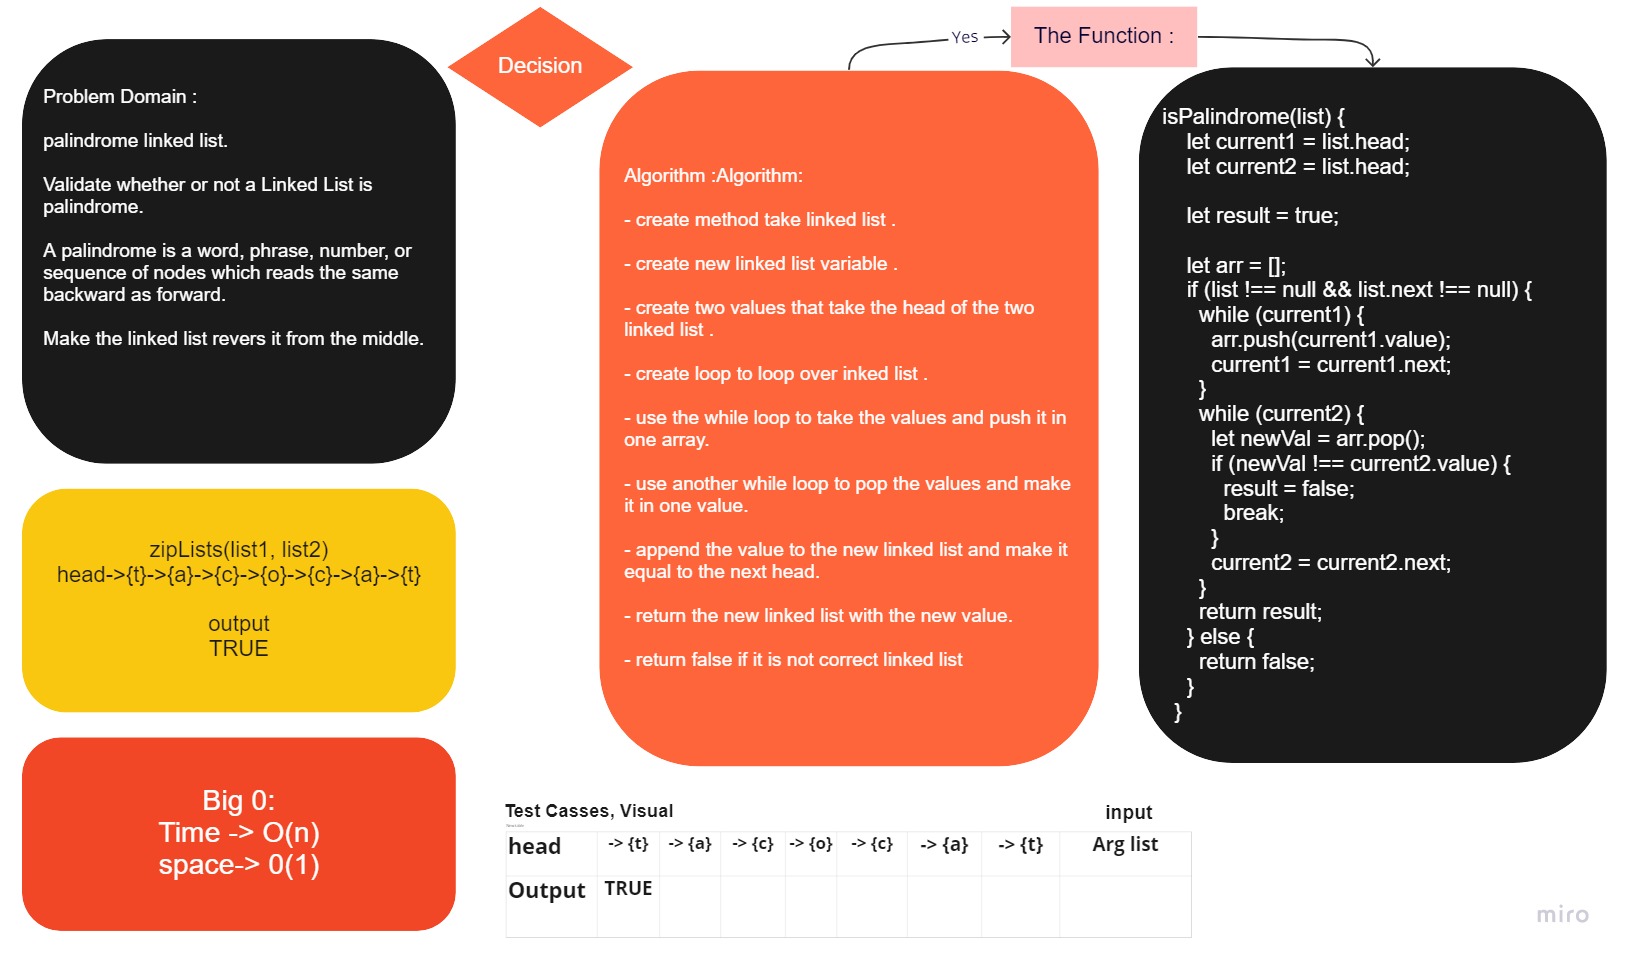 Problem Domain :
palindrome linked list.
Validate whether or not a Linked List is
palindrome.
A palindrome is a word, phrase, number, or
sequence of nodes which reads the same
backward as forward.
Make the linked list revers it from the middle.
zipLists(list1, list2)
head->{t}->{a}->{c}->{o}->{c}->{a}->{t}
output
TRUE
Big 0:
Time -> O(n)
space-> 0(1)
Decision
Algorithm :Algorithm:
- create method take linked list .
- create new linked list variable .
- create two values that take the head of the two
linked list .
- create loop to loop over inked list .
- use the while loop to take the values and push it in
one array.
- use another while loop to pop the values and make
it in one value.
- append the value to the new linked list and make it
equal to the next head.
- return the new linked list with the new value.
- return false if it is not correct linked list
Yes
The Function :
isPalindrome(list) {
let current1 = list.head;
let current2 = list.head;
let result = true;
let arr = [];
if (list !== null && list.next !== null) {
while (current1) {
arr.push(current1.value);
current1 = current1.next;
}
while (current2) {
let newVal = arr.pop();
if (newVal !== current2.value) {
result = false;
break;
}
current2 = current2.next;
}
return result;
} else {
return false;
}
}
Test Casses, Visual input
head -> {t} -> {a} -> {c} -> {o} -> {c} -> {a} -> {t} Arg list
Output TRUE
miro